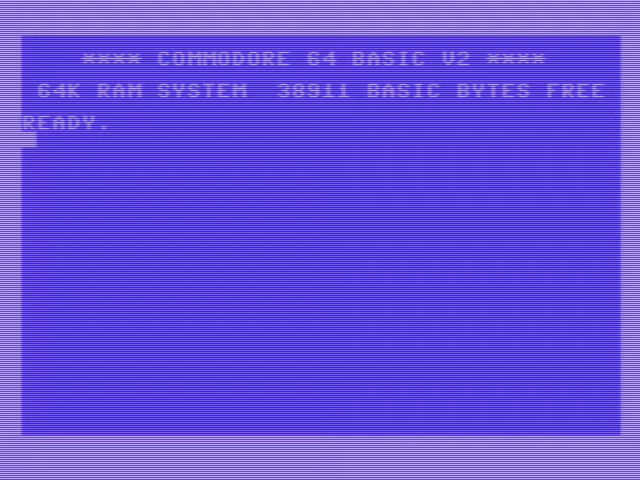 **** COMMODORE 64 BASIC V2 ****
64K RAM SYSTEM  38911 BASIC BYTES FREE
READY.